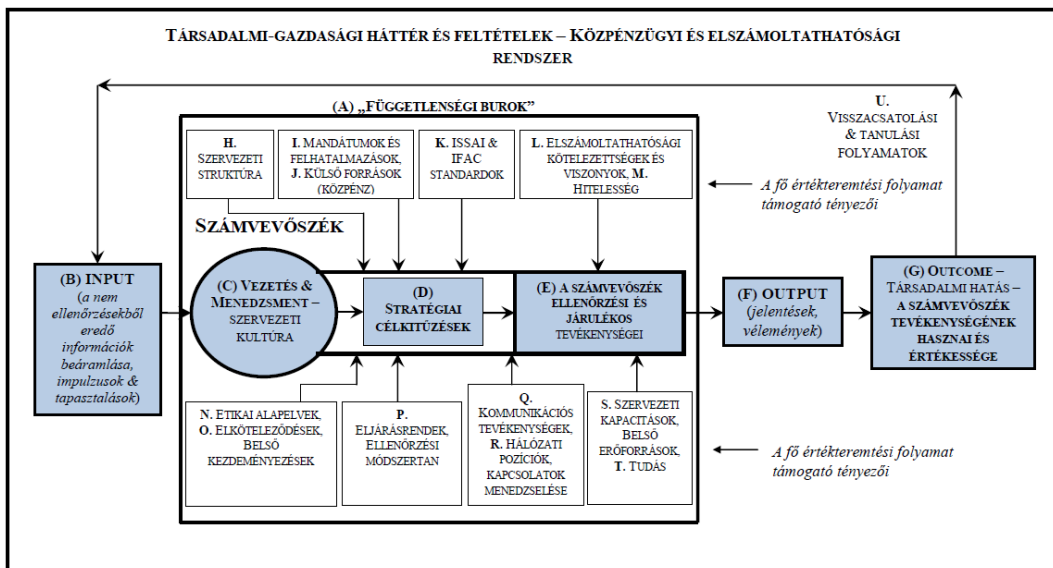 TÁRSADALMI-GAZDASÁGI HÁTTÉR ÉS FELTÉTELEK – KÖZPÉNZÜGYI ÉS ELSZÁMOLTATHATÓSÁGI
RENDSZER
(A) „FÜGGETLENSÉGI BUROK”
U.
VISSZACSATOLÁSI
& TANULÁSI
FOLYAMATOK
H.
SZERVEZETI
STRUKTÚRA
I. MANDÁTUMOK ÉS
FELHATALMAZÁSOK,
J. KÜLSŐ FORRÁSOK
(KÖZPÉNZ)
K. ISSAI &
IFAC
STANDARDOK
L. ELSZÁMOLTATHATÓSÁGI
KÖTELEZETTSÉGEK ÉS
VISZONYOK, M.
HITELESSÉG
A fő értékteremtési folyamat
támogató tényezői
SZÁMVEVŐSZÉK
(B) INPUT
(a nem
ellenőrzésekből
eredő
információk
beáramlása,
impulzusok &
tapasztalások)
(C) VEZETÉS &
MENEDZSMENT –
SZERVEZETI
KULTÚRA
(D)
STRATÉGIAI
CÉLKITŰZÉSEK
(E) A SZÁMVEVŐSZÉK
ELLENŐRZÉSI ÉS
JÁRULÉKOS
TEVÉKENYSÉGEI
(F) OUTPUT
(jelentések,
vélemények)
(G) OUTCOME –
TÁRSADALMI HATÁS –
A SZÁMVEVŐSZÉK
TEVÉKENYSÉGÉNEK
HASZNAI ÉS
ÉRTÉKESSÉGE
N. ETIKAI ALAPELVEK,
O. ELKÖTELEZŐDÉSEK,
BELSŐ
KEZDEMÉNYEZÉSEK
P.
ELJÁRÁSRENDEK,
ELLENŐRZÉSI
MÓDSZERTAN
Q.
KOMMUNIKÁCIÓS
TEVÉKENYSÉGEK,
R. HÁLÓZATI
POZÍCIÓK,
KAPCSOLATOK
MENEDZSELÉSE
S. SZERVEZETI
KAPACITÁSOK,
BELSŐ
ERŐFORRÁSOK,
T. TUDÁS
A fő értékteremtési folyamat
támogató tényezői